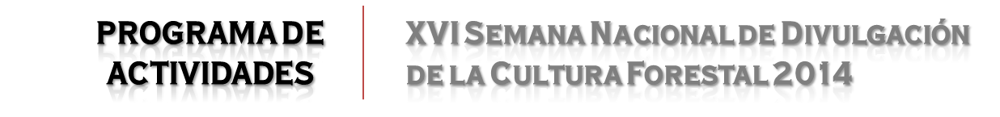 PROGRAMA DE
ACTIVIDADES
XVI SEMANA NACIONAL DE DIVULGACIÓN
DE LA CULTURA FORESTAL 2014